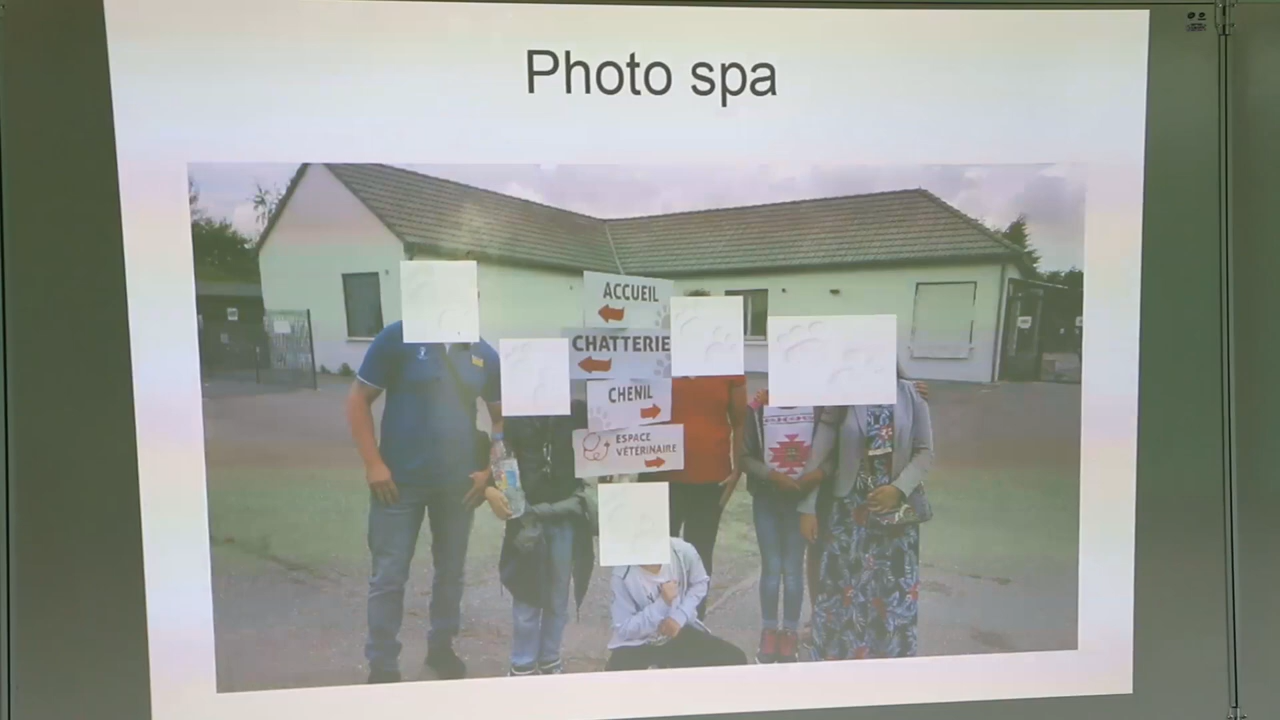 Photo spa
ACCUEIL
CHATTERIE
CHENIL
ESPACE
VÉTÉRINAIRE